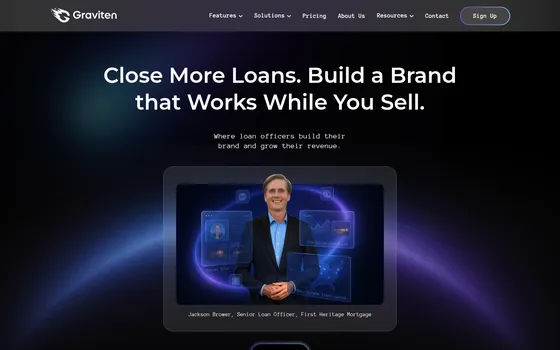 Graviten
Features
Solutions
Pricing
About Us
Resources
Contact
Sign Up
Close More Loans. Build a Brand
that Works While You Sell.
Where loan officers build their
brand and grow their revenue.
Jackson Brower, Senior Loan Officer, First Heritage Mortgage